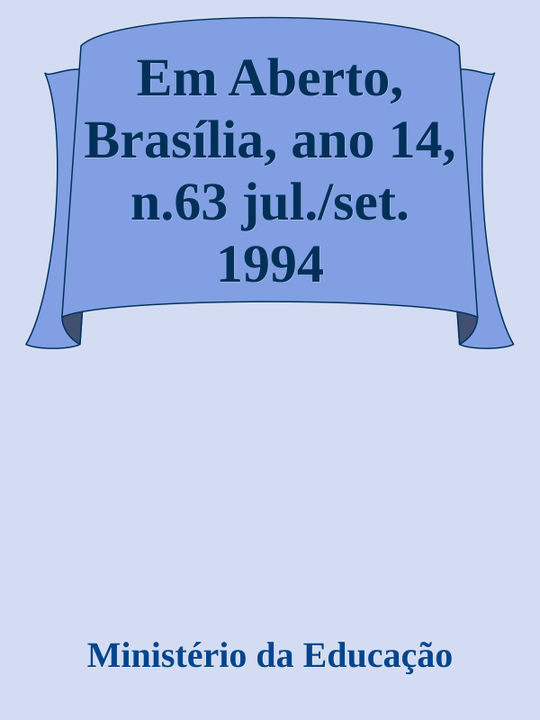 Em Aberto,
Brasília, ano 14,
n.63 jul./set.
1994
Ministério da Educação